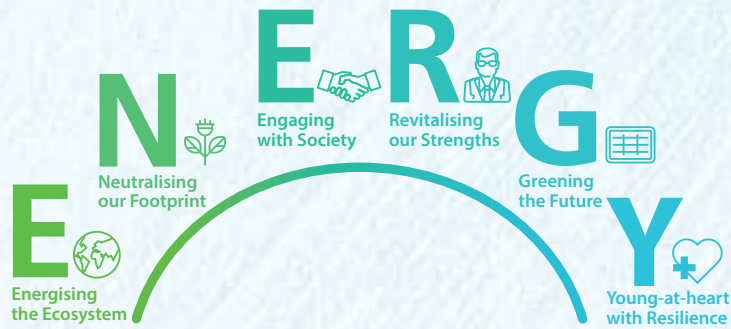 E
Energising
the Ecosystem
N
Neutralising
our Footprint
E
Engaging
with Society
R
Revitalising
our Strengths
G
Greening
the Future
Y
Young-at-heart
with Resilience